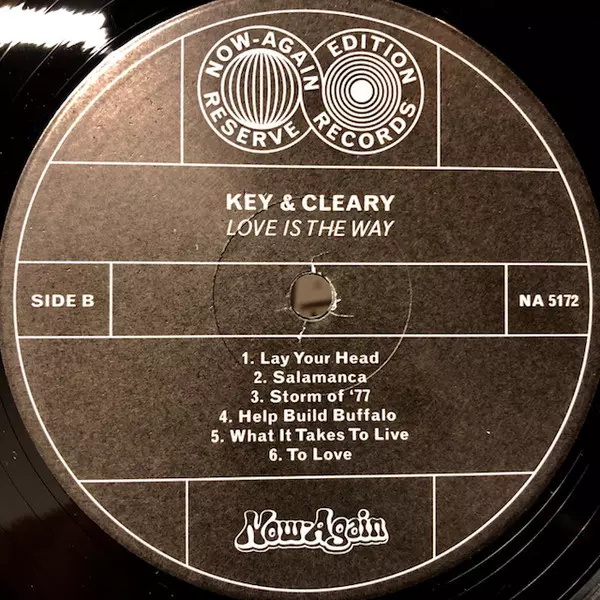 NOW-AGAIN RESERVE
EDITION RECORDS
KEY & CLEARY
LOVE IS THE WAY
SIDE B
NA 5172
1. Lay Your Head
2. Salamanca
3. Storm of '77
4. Help Build Buffalo
5. What It Takes To Live
6. To Love
Now-Again